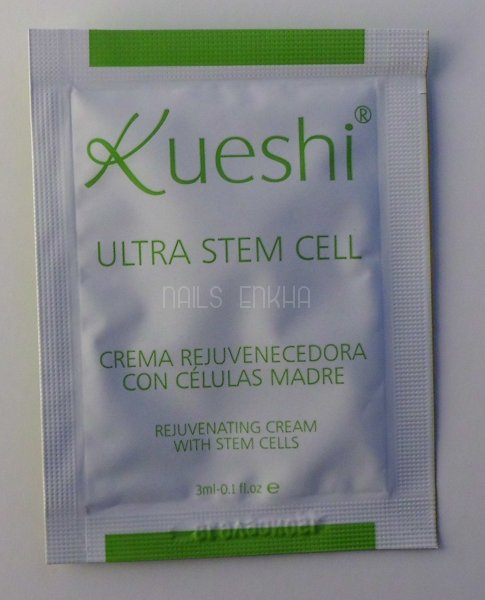 Kueshi®
ULTRA STEM CELL
NAILS ENKHA
CREMA REJUVENECEDORA
CON CÉLULAS MADRE
REJUVENATING CREAM
WITH STEM CELLS
3ml-0.1 fl.oz ℮